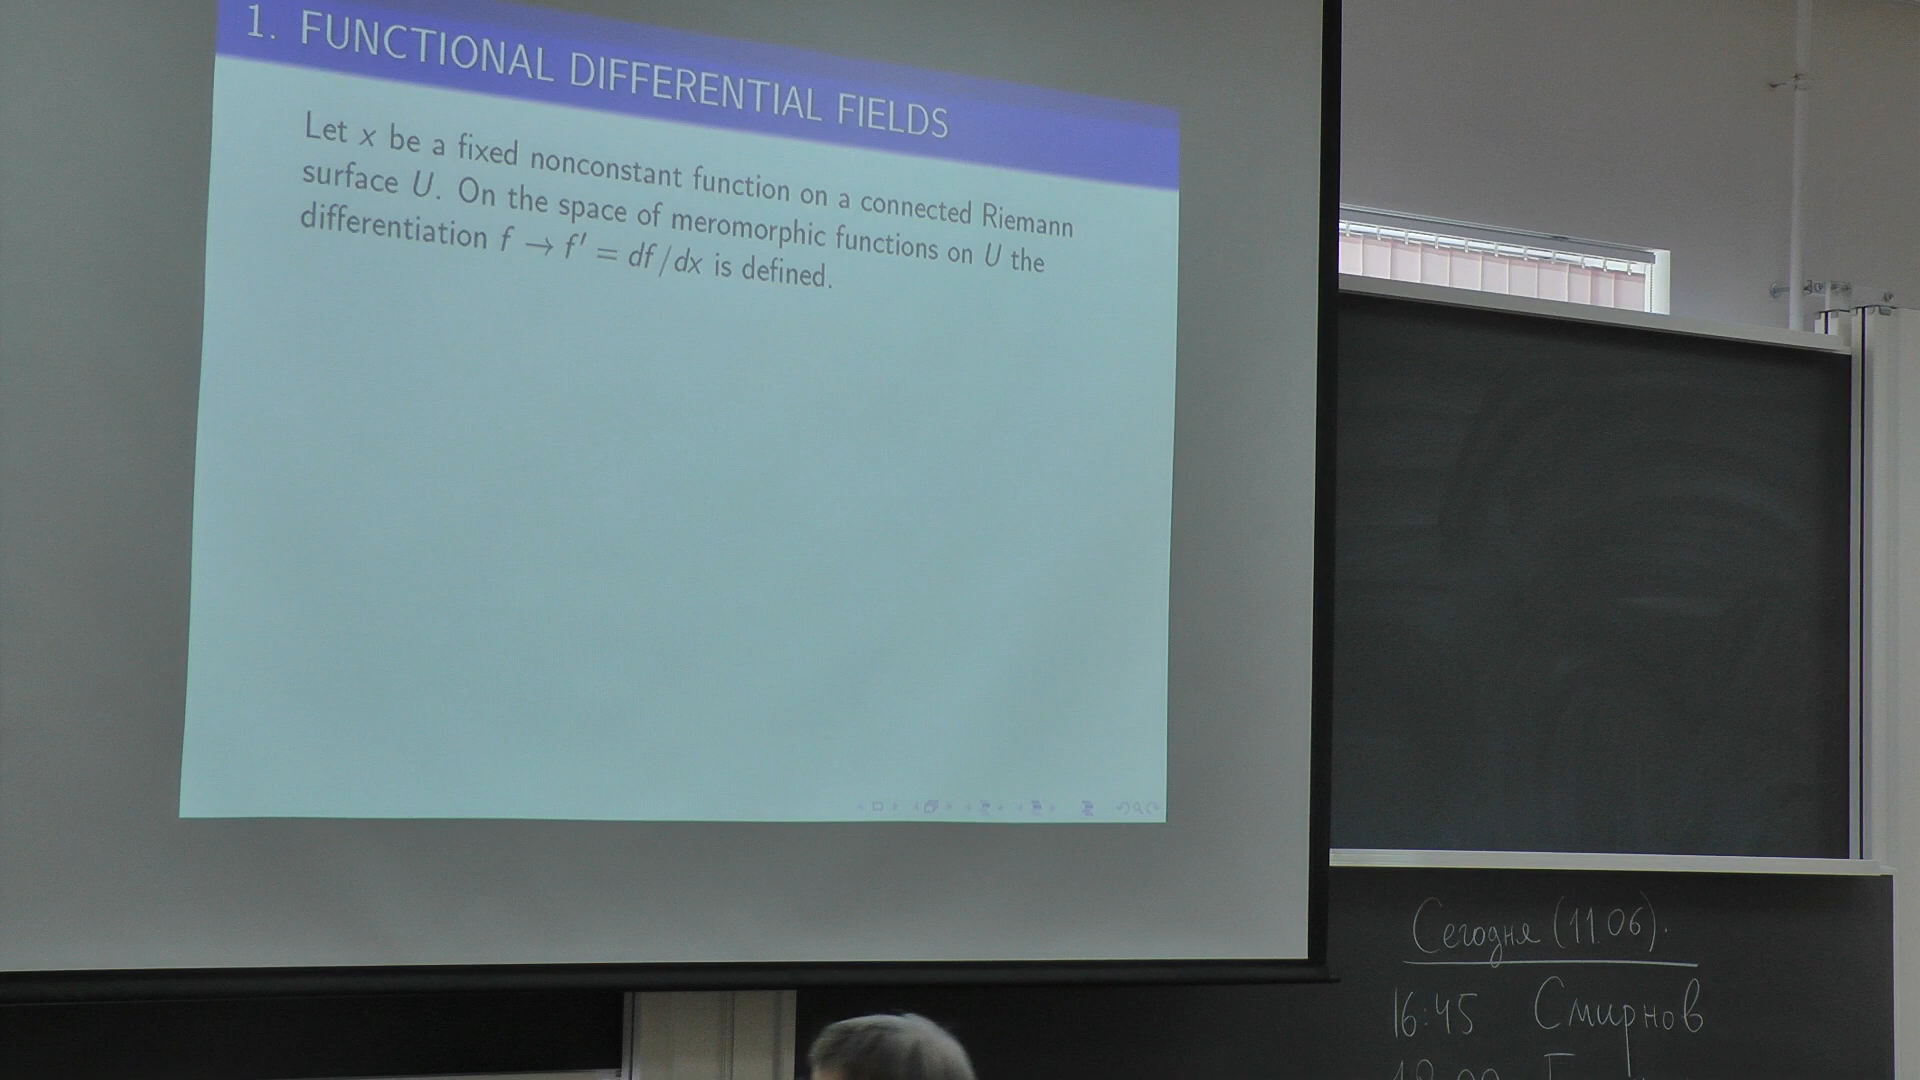 1. FUNCTIONAL DIFFERENTIAL FIELDS
Let x be a fixed nonconstant function on a connected Riemann
surface U. On the space of meromorphic functions on U the
differentiation f → f′ = df/dx is defined.
Сегодня (11.06).
16:45 Смирнов